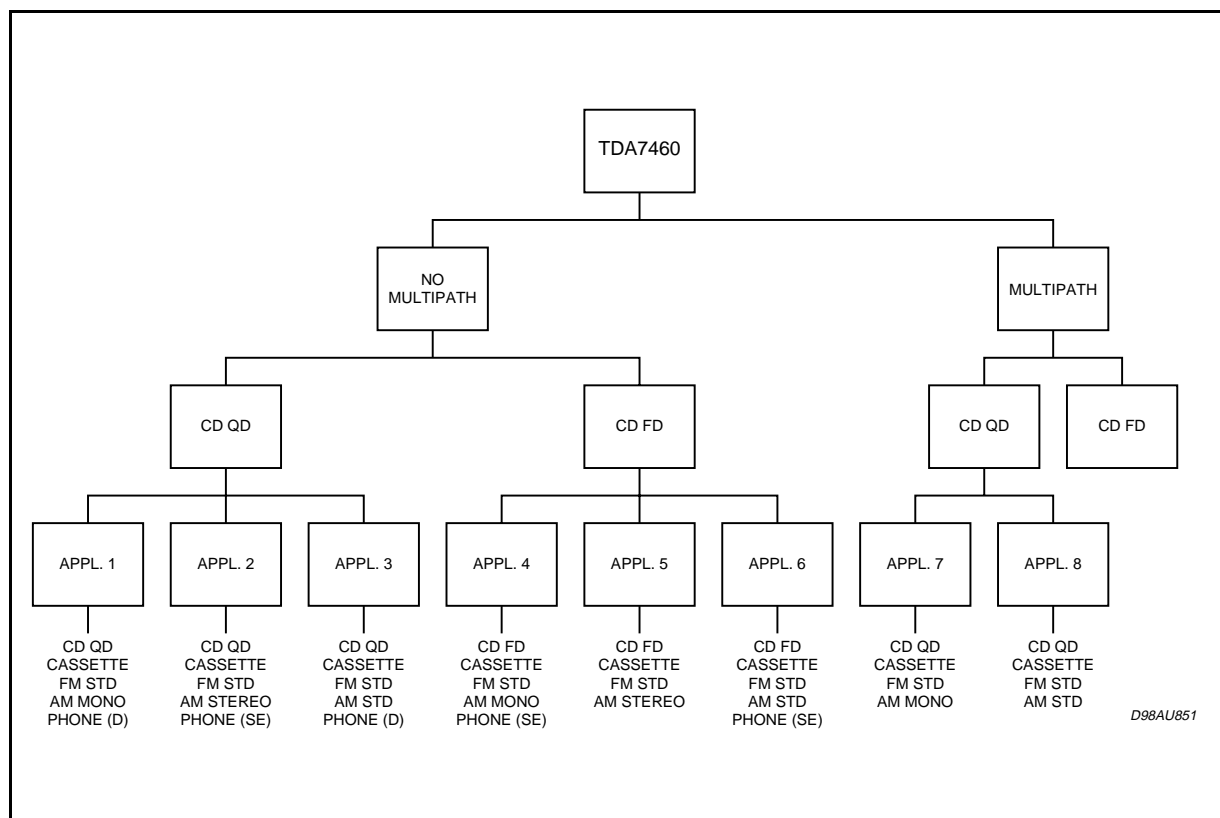 TDA7460
NO
MULTIPATH
MULTIPATH
CD QD
CD FD
CD QD
CD FD
APPL. 1
APPL. 2
APPL. 3
APPL. 4
APPL. 5
APPL. 6
APPL. 7
APPL. 8
CD QD
CASSETTE
FM STD
AM MONO
PHONE (D)
CD QD
CASSETTE
FM STD
AM STEREO
PHONE (SE)
CD QD
CASSETTE
FM STD
AM STD
PHONE (D)
CD FD
CASSETTE
FM STD
AM MONO
PHONE (SE)
CD FD
CASSETTE
FM STD
AM STEREO
CD FD
CASSETTE
FM STD
AM STD
PHONE (SE)
CD QD
CASSETTE
FM STD
AM MONO
CD QD
CASSETTE
FM STD
AM STD
D98AU851